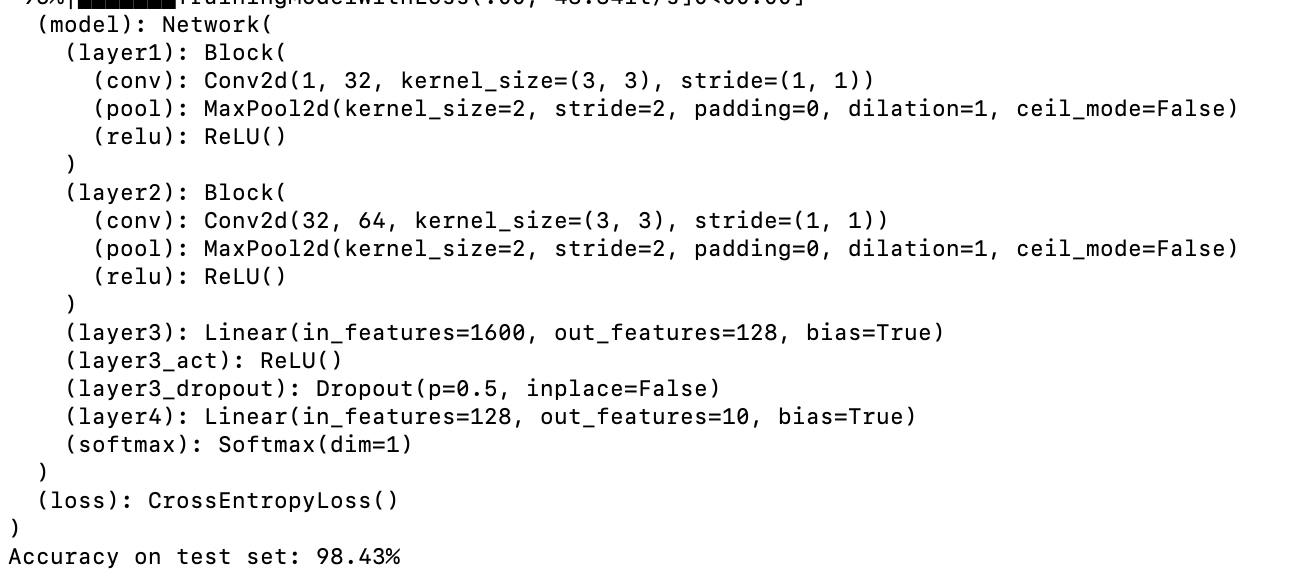 (model): Network(
(layer1): Block(
(conv): Conv2d(1, 32, kernel_size=(3, 3), stride=(1, 1))
(pool): MaxPool2d(kernel_size=2, stride=2, padding=0, dilation=1, ceil_mode=False)
(relu): ReLU()
)
(layer2): Block(
(conv): Conv2d(32, 64, kernel_size=(3, 3), stride=(1, 1))
(pool): MaxPool2d(kernel_size=2, stride=2, padding=0, dilation=1, ceil_mode=False)
(relu): ReLU()
)
(layer3): Linear(in_features=1600, out_features=128, bias=True)
(layer3_act): ReLU()
(layer3_dropout): Dropout(p=0.5, inplace=False)
(layer4): Linear(in_features=128, out_features=10, bias=True)
(softmax): Softmax(dim=1)
)
(loss): CrossEntropyLoss()
)
Accuracy on test set: 98.43%